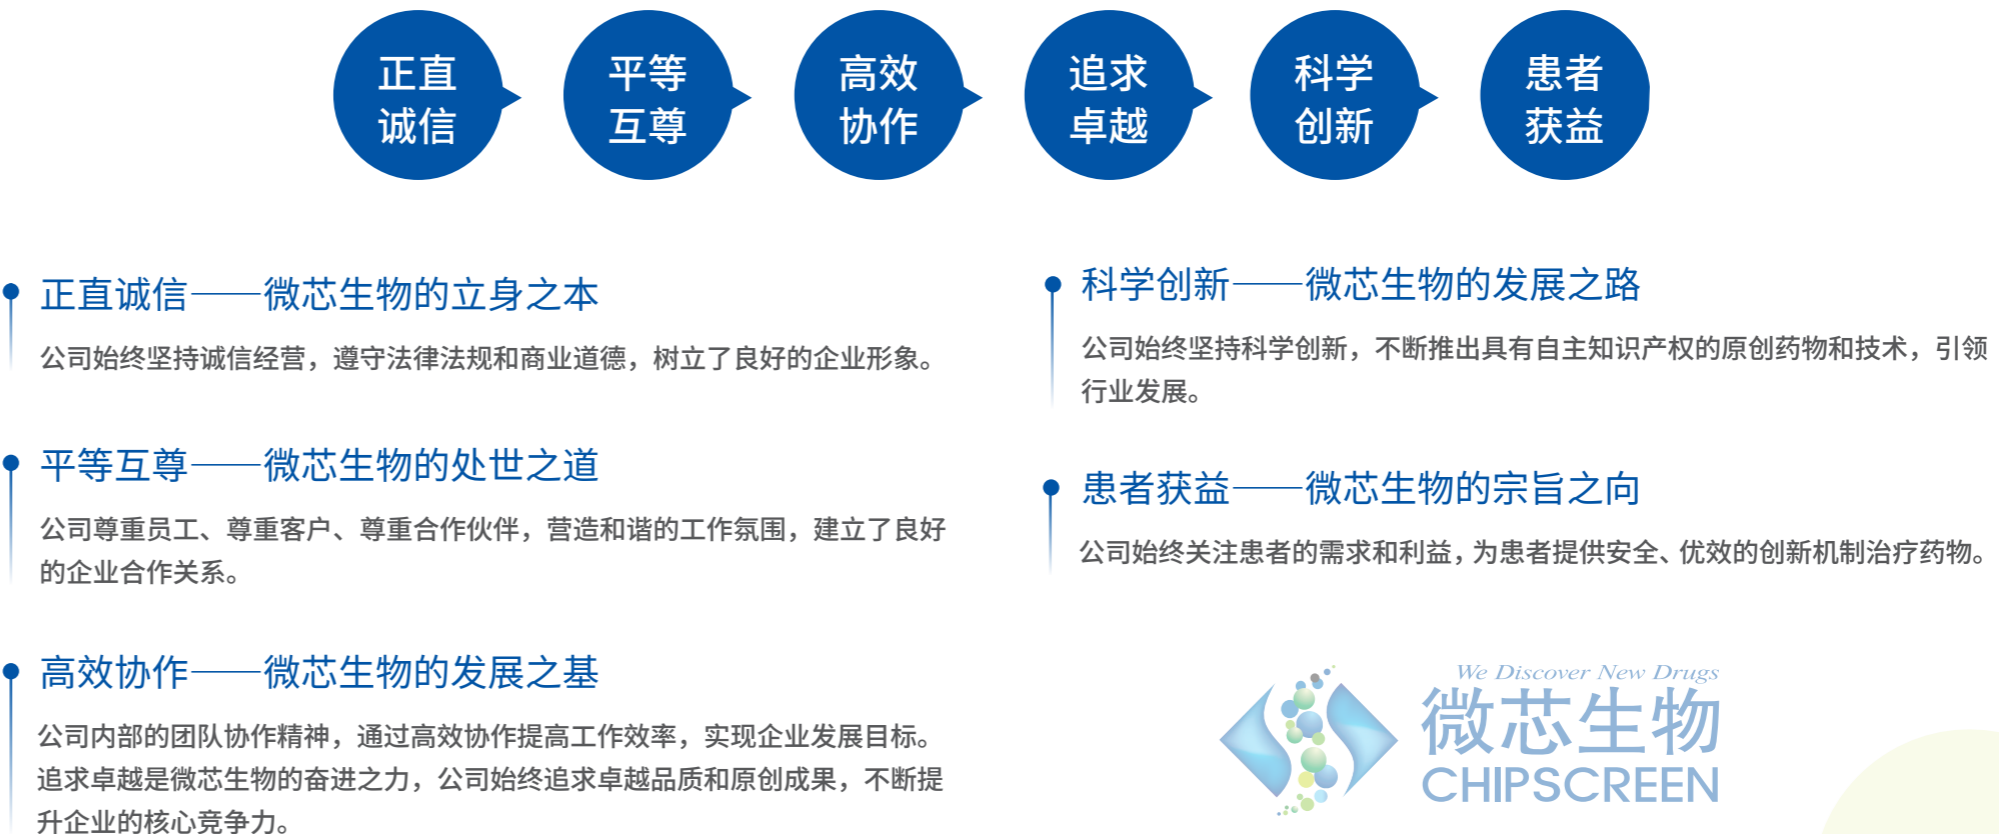 正直
诚信
平等
互尊
高效
协作
追求
卓越
科学
创新
患者
获益
正直诚信——微芯生物的立身之本
公司始终坚持诚信经营，遵守法律法规和商业道德，树立了良好的企业形象。
平等互尊——微芯生物的处世之道
公司尊重员工、尊重客户、尊重合作伙伴，营造和谐的工作氛围，建立了良好
的企业合作关系。
高效协作——微芯生物的发展之基
公司内部的团队协作精神，通过高效协作提高工作效率，实现企业发展目标。
追求卓越是微芯生物的奋进之力，公司始终追求卓越品质和原创成果，不断提
升企业的核心竞争力。
科学创新——微芯生物的发展之路
公司始终坚持科学创新，不断推出具有自主知识产权的原创药物和技术，引领
行业发展。
患者获益——微芯生物的宗旨之向
公司始终关注患者的需求和利益，为患者提供安全、优效的创新机制治疗药物。
We Discover New Drugs
微芯生物
CHIPSCREEN